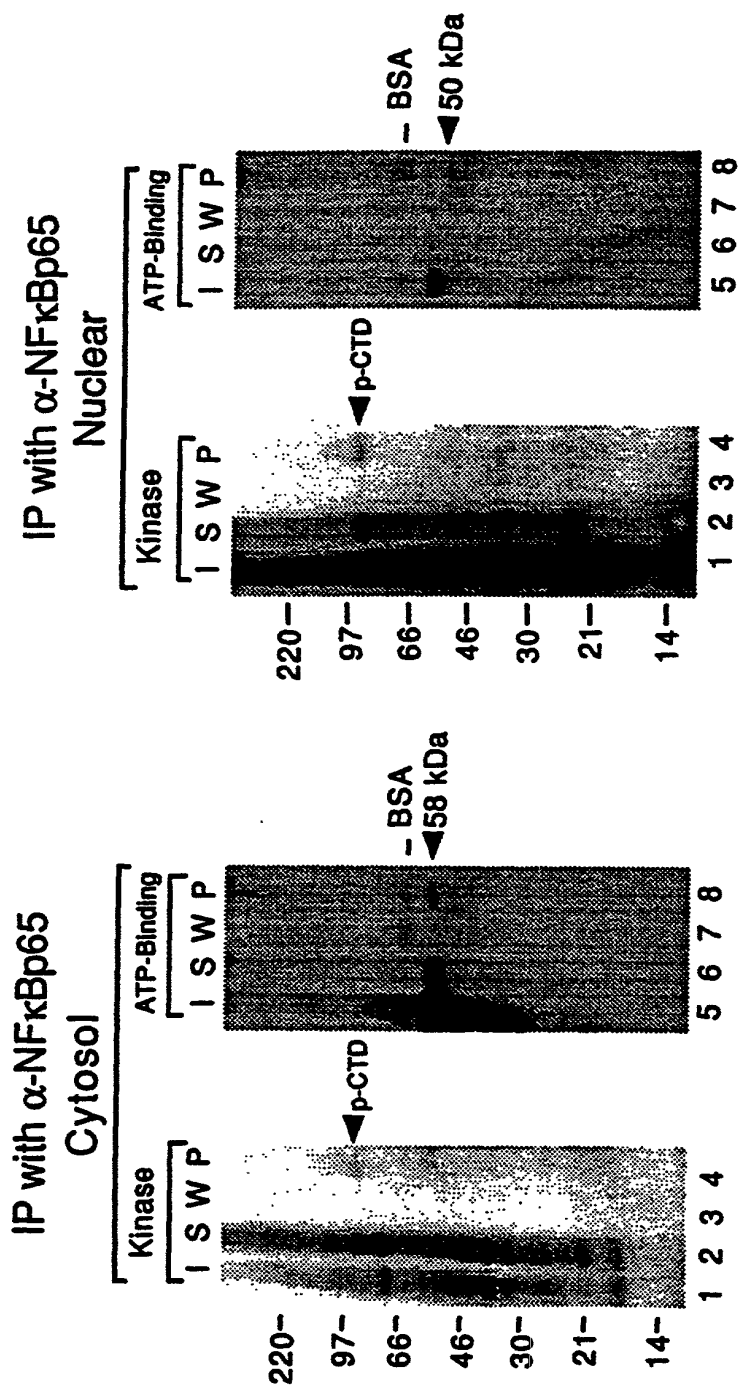 IP with α-NFκBp65
Cytosol
Kinase
ATP-Binding
I S W P
I S W P
220–
97–
66–
46–
30–
21–
14–
p-CTD
– BSA
58 kDa
1 2 3 4
5 6 7 8
IP with α-NFκBp65
Nuclear
Kinase
ATP-Binding
I S W P
I S W P
220–
97–
66–
46–
30–
21–
14–
p-CTD
– BSA
50 kDa
1 2 3 4
5 6 7 8